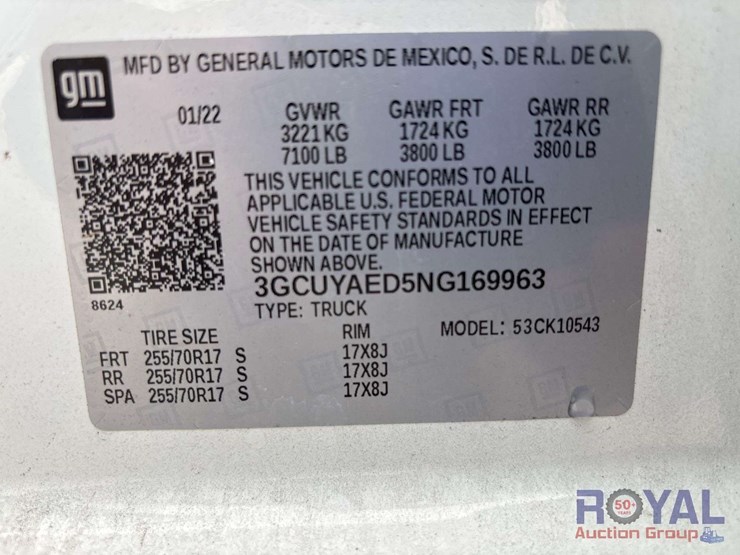 gm
MFD BY GENERAL MOTORS DE MEXICO, S. DE R.L. DE C.V.
01/22 GVWR GAWR FRT GAWR RR
3221 KG 1724 KG 1724 KG
7100 LB 3800 LB 3800 LB
THIS VEHICLE CONFORMS TO ALL
APPLICABLE U.S. FEDERAL MOTOR
VEHICLE SAFETY STANDARDS IN EFFECT
ON THE DATE OF MANUFACTURE
SHOWN ABOVE.
8624
3GCUYAED5NG169963
TYPE: TRUCK
TIRE SIZE RIM MODEL: 53CK10543
FRT 255/70R17 S 17X8J
RR 255/70R17 S 17X8J
SPA 255/70R17 S 17X8J
ROYAL
50+ YEARS
Auction Group